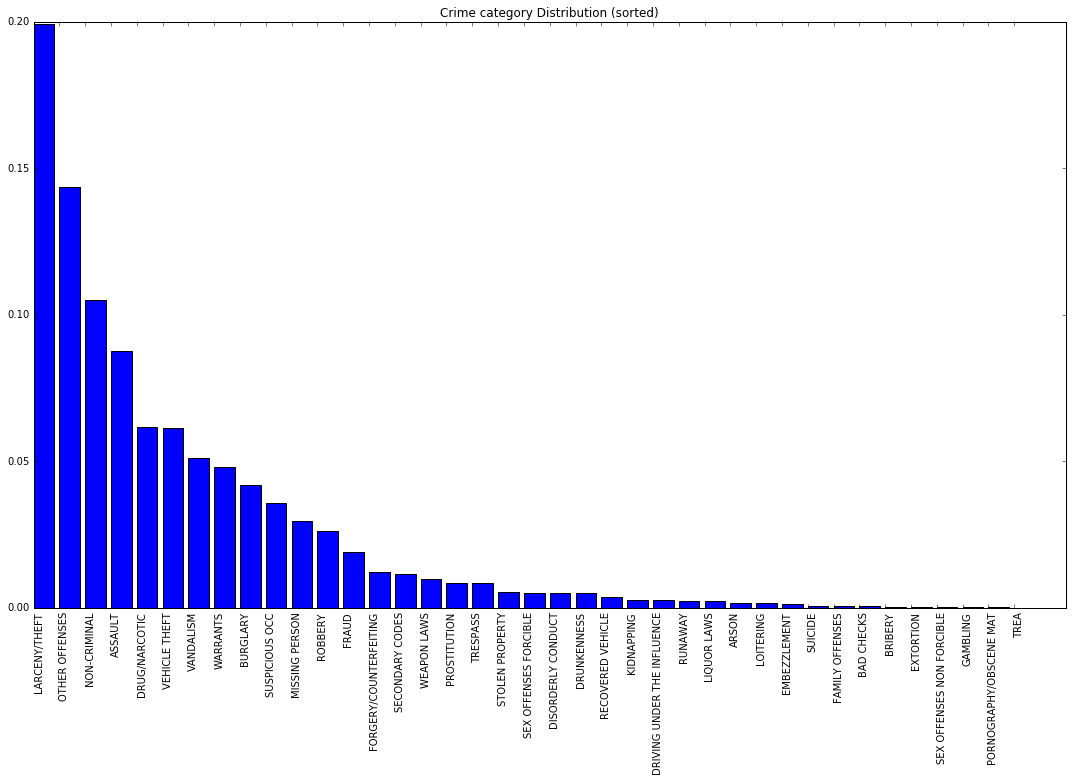 Crime category Distribution (sorted)
0.20
0.15
0.10
0.05
0.00
LARCENY/THEFT
OTHER OFFENSES
NON-CRIMINAL
ASSAULT
DRUG/NARCOTIC
VEHICLE THEFT
VANDALISM
WARRANTS
BURGLARY
SUSPICIOUS OCC
MISSING PERSON
ROBBERY
FRAUD
FORGERY/COUNTERFEITING
SECONDARY CODES
WEAPON LAWS
PROSTITUTION
TRESPASS
STOLEN PROPERTY
SEX OFFENSES FORCIBLE
DISORDERLY CONDUCT
DRUNKENNESS
RECOVERED VEHICLE
KIDNAPPING
DRIVING UNDER THE INFLUENCE
RUNAWAY
LIQUOR LAWS
ARSON
LOITERING
EMBEZZLEMENT
SUICIDE
FAMILY OFFENSES
BAD CHECKS
BRIBERY
EXTORTION
SEX OFFENSES NON FORCIBLE
GAMBLING
PORNOGRAPHY/OBSCENE MAT
TREA